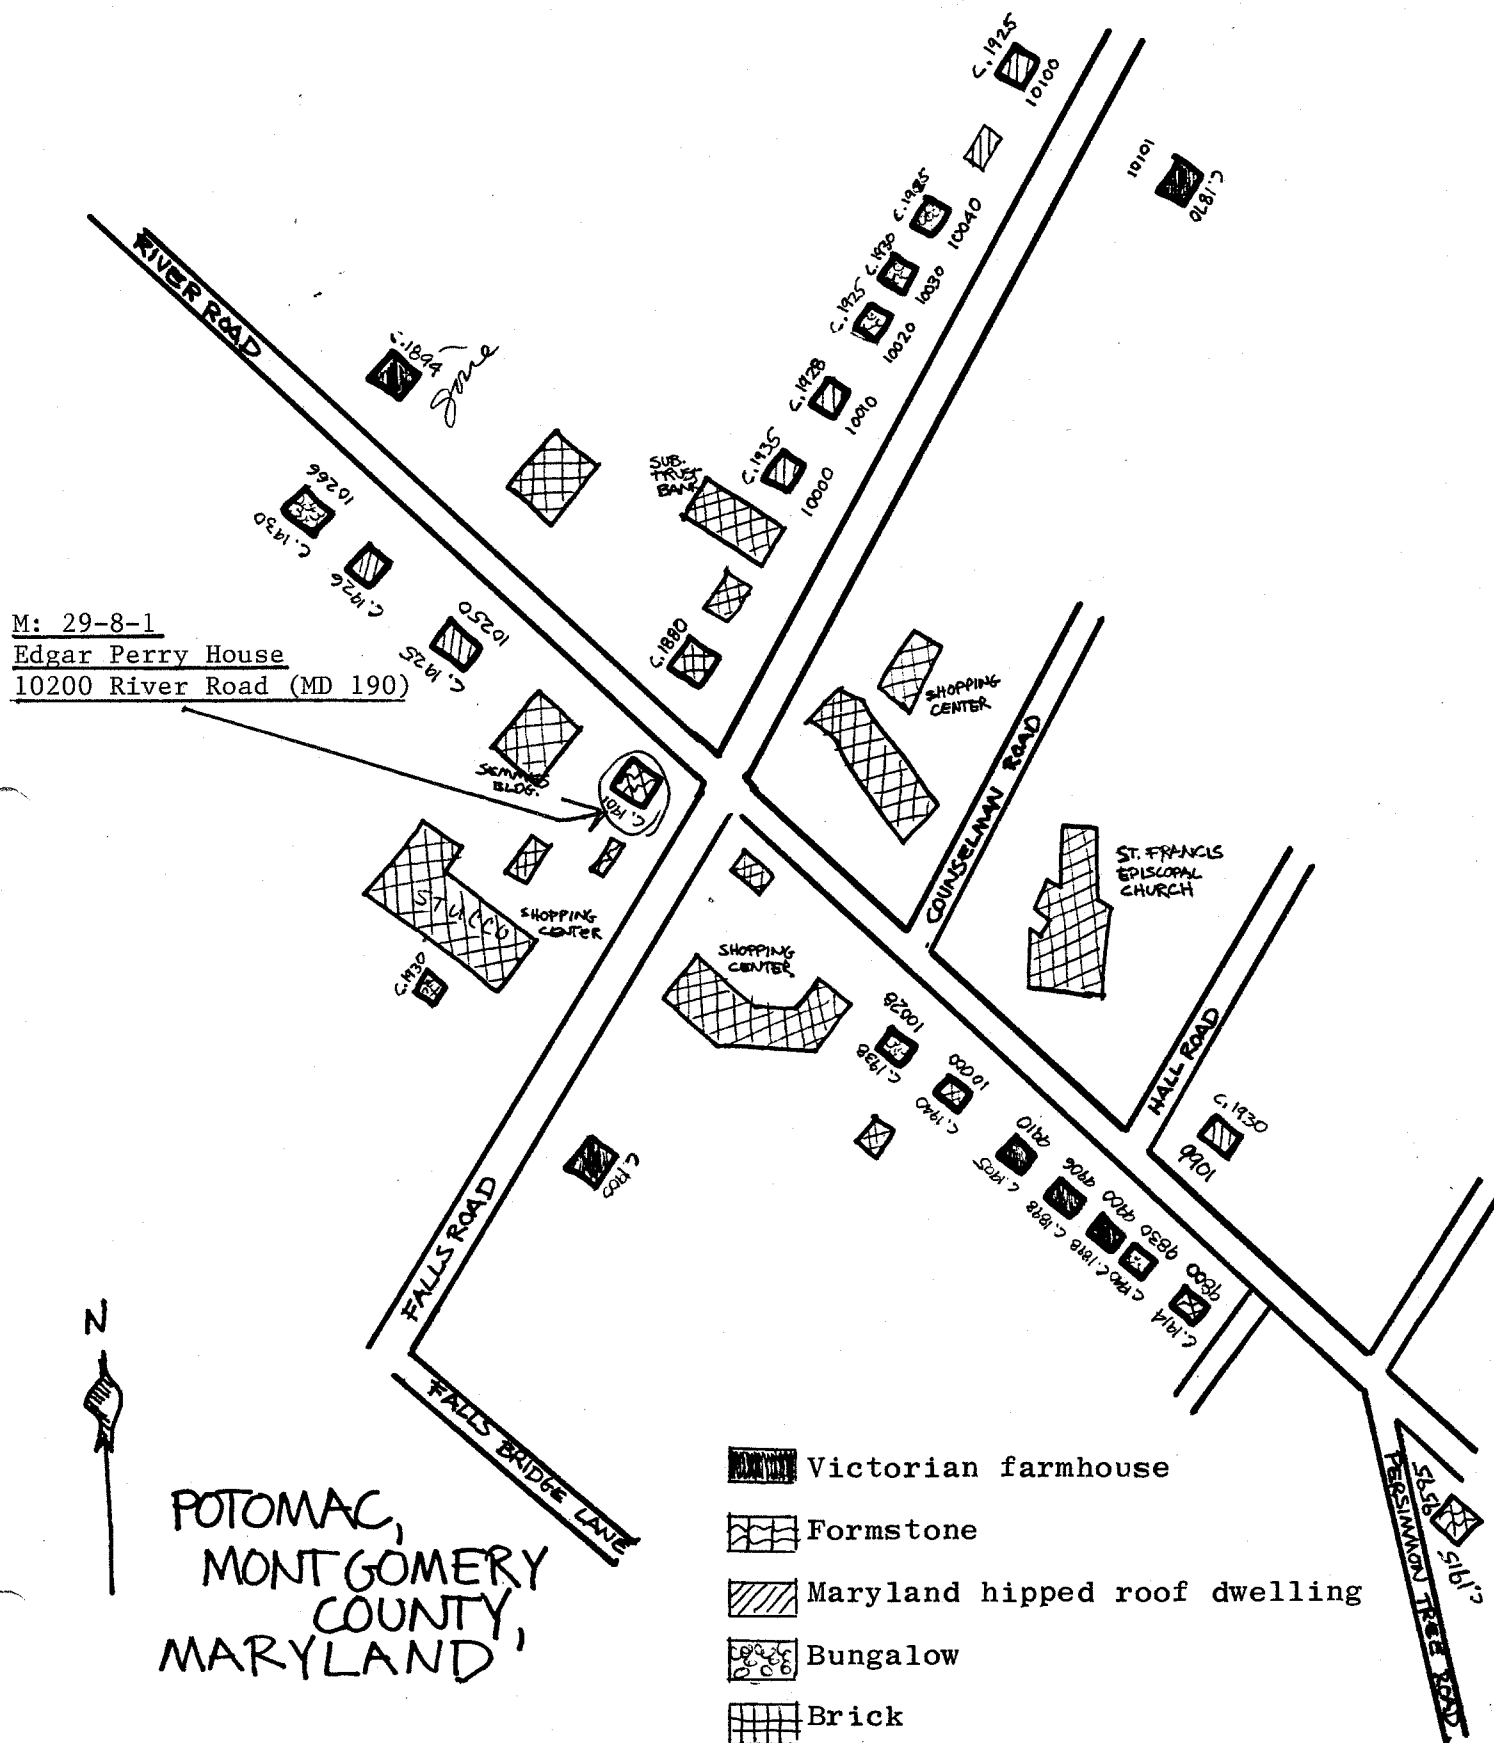 C. 1925
10100
10101
C. 1870
C. 1925
10040
C. 1930
10030
C. 1925
10020
C. 1928
10010
C. 1935
10000
RIVER ROAD
C. 1894
gone
SUB.
TRUST
BANK
C. 1880
10266
C. 1930
C. 1926
10250
C. 1925
M: 29-8-1
Edgar Perry House
10200 River Road (MD 190)
BLDG.
C. 1901
STUCCO
SHOPPING
CENTER
C. 1930
SHOPPING
CENTER
COUNSELMAN ROAD
ST. FRANCIS
EPISCOPAL
CHURCH
SHOPPING
CENTER
10028
C. 1938
10000
C. 1940
9910
C. 1905
9906
C. 1898
9900
C. 1898
9830
9800
C. 1914
HALL ROAD
C. 1930
9901
FALLS ROAD
FALLS BRIDGE LANE
PERSIMMON TREE ROAD
9595
C. 1915
N
POTOMAC,
MONTGOMERY
COUNTY,
MARYLAND
Victorian farmhouse
Formstone
Maryland hipped roof dwelling
Bungalow
Brick